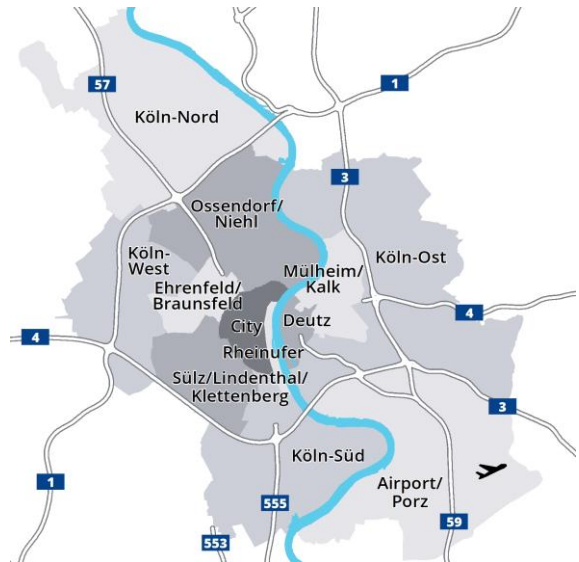 57
1
Köln-Nord
3
Ossendorf/
Niehl
Köln-
West
Mülheim/
Kalk
Köln-Ost
Ehrenfeld/
Braunsfeld
City
Deutz
4
4
Rheinufer
Sülz/Lindenthal/
Klettenberg
3
Köln-Süd
1
Airport/
Porz
555
59
553